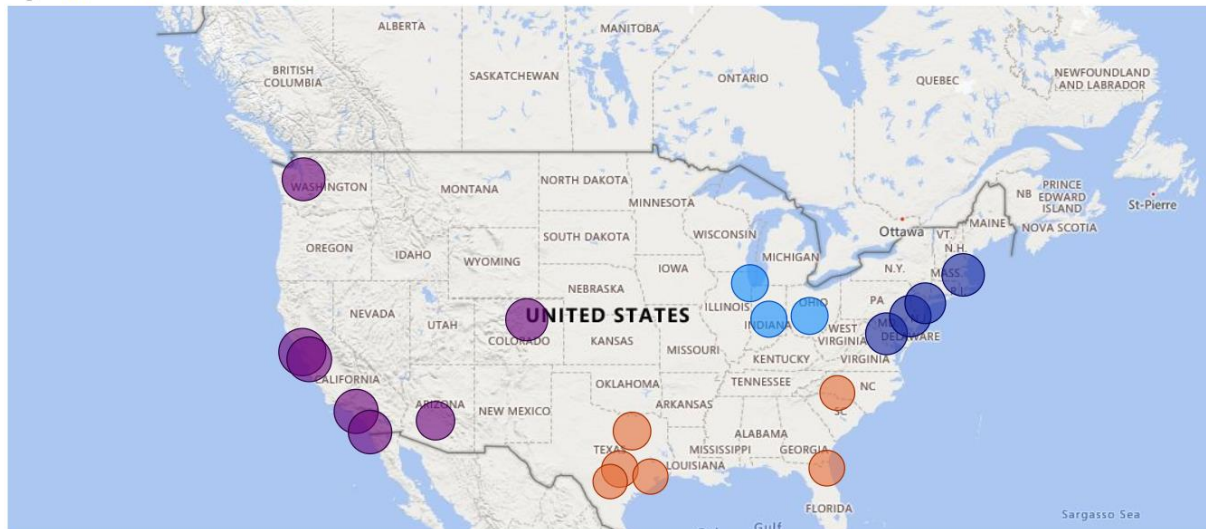 ALBERTA
MANITOBA
BRITISH
COLUMBIA
SASKATCHEWAN
ONTARIO
QUEBEC
NEWFOUNDLAND
AND LABRADOR
WASHINGTON
MONTANA
NORTH DAKOTA
MINNESOTA
Ottawa
NB
PRINCE
EDWARD
ISLAND
St-Pierre
MAINE
NOVA SCOTIA
VT.
N.H.
OREGON
IDAHO
SOUTH DAKOTA
WISCONSIN
MICHIGAN
WYOMING
IOWA
N.Y.
MASS
R.I.
NEBRASKA
NEVADA
UTAH
UNITED STATES
ILLINOIS
INDIANA
OHIO
PA
MD
DELAWARE
COLORADO
KANSAS
MISSOURI
WEST
VIRGINIA
KENTUCKY
VIRGINIA
CALIFORNIA
ARIZONA
NEW MEXICO
OKLAHOMA
ARKANSAS
TENNESSEE
NC
SC
TEXAS
LOUISIANA
MISSISSIPPI
ALABAMA
GEORGIA
FLORIDA
Gulf
Sargasso Sea